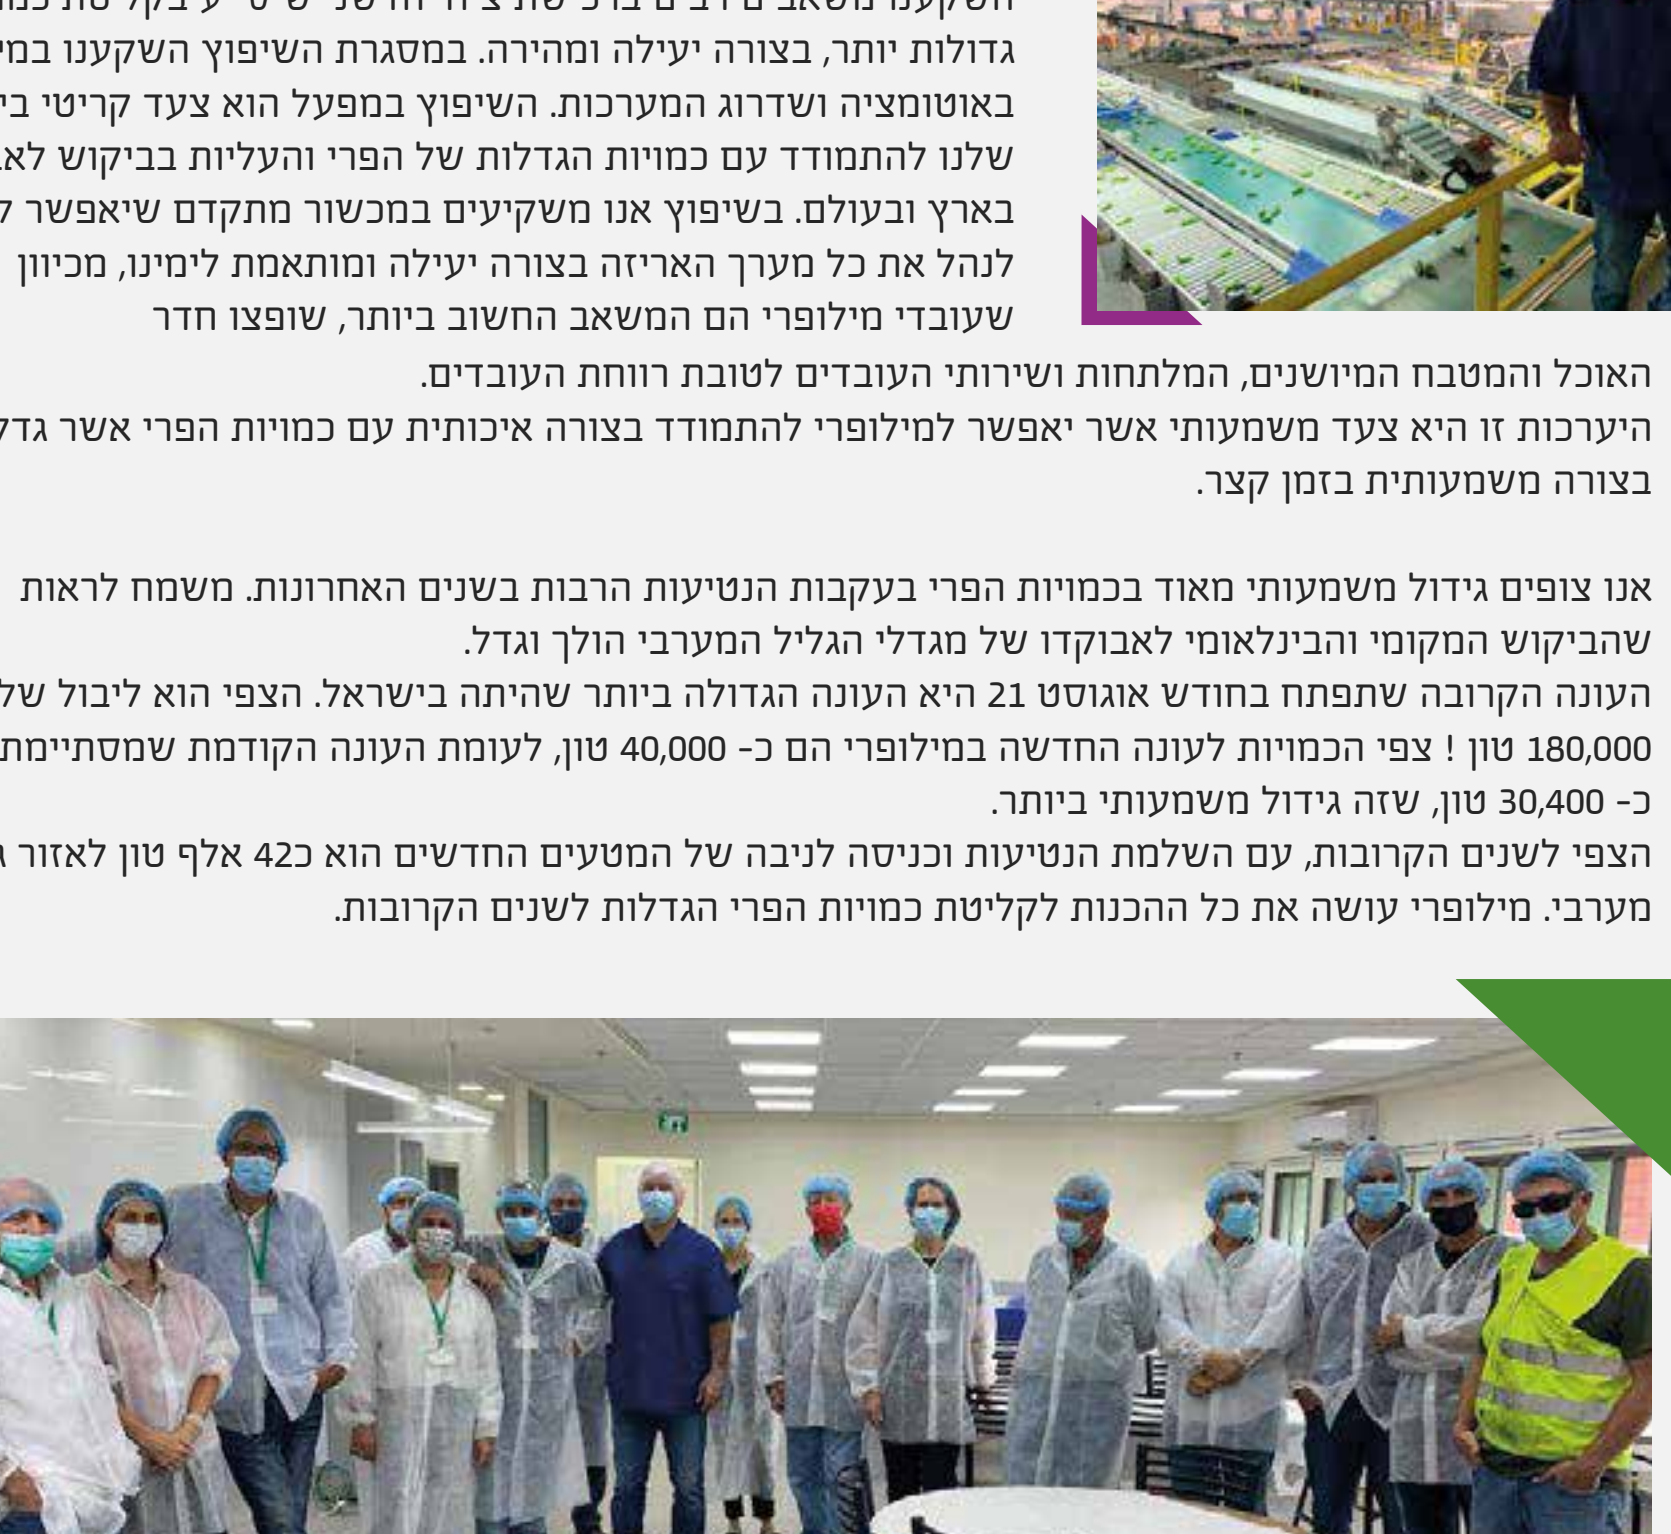 גדולות יותר, בצורה יעילה ומהירה. במסגרת השיפוץ השקענו
באוטומציה ושדרוג המערכות. השיפוץ במפעל הוא צעד קריטי
שלנו להתמודד עם כמויות הגדלות של הפרי והעליות בביקוש
בארץ ובעולם. בשיפוץ אנו משקיעים במכשור מתקדם שיאפשר
לנהל את כל מערך האריזה בצורה יעילה ומותאמת לימינו, מכיוון
שעובדי מילופרי הם המשאב החשוב ביותר, שופצו חדר
האוכל והמטבח המיושנים, המלתחות ושירותי העובדים לטובת רווחת העובדים.
היערכות זו היא צעד משמעותי אשר יאפשר למילופרי להתמודד בצורה איכותית עם כמויות הפרי אשר
בצורה משמעותית בזמן קצר.
אנו צופים גידול משמעותי מאוד בכמויות הפרי בעקבות הנטיעות הרבות בשנים האחרונות. משמח לראות
שהביקוש המקומי והבינלאומי לאבוקדו של מגדלי הגליל המערבי הולך וגדל.
העונה הקרובה שתפתח בחודש אוגוסט 21 היא העונה הגדולה ביותר שהיתה בישראל. הצפי הוא ליבול
180,000 טון ! צפי הכמויות לעונה החדשה במילופרי הם כ- 40,000 טון, לעומת העונה הקודמת שמסתיימת
כ- 30,400 טון, שזה גידול משמעותי ביותר.
הצפי לשנים הקרובות, עם השלמת הנטיעות וכניסה לניבה של המטעים החדשים הוא כ42 אלף טון לאזור
מערבי. מילופרי עושה את כל ההכנות לקליטת כמויות הפרי הגדלות לשנים הקרובות.